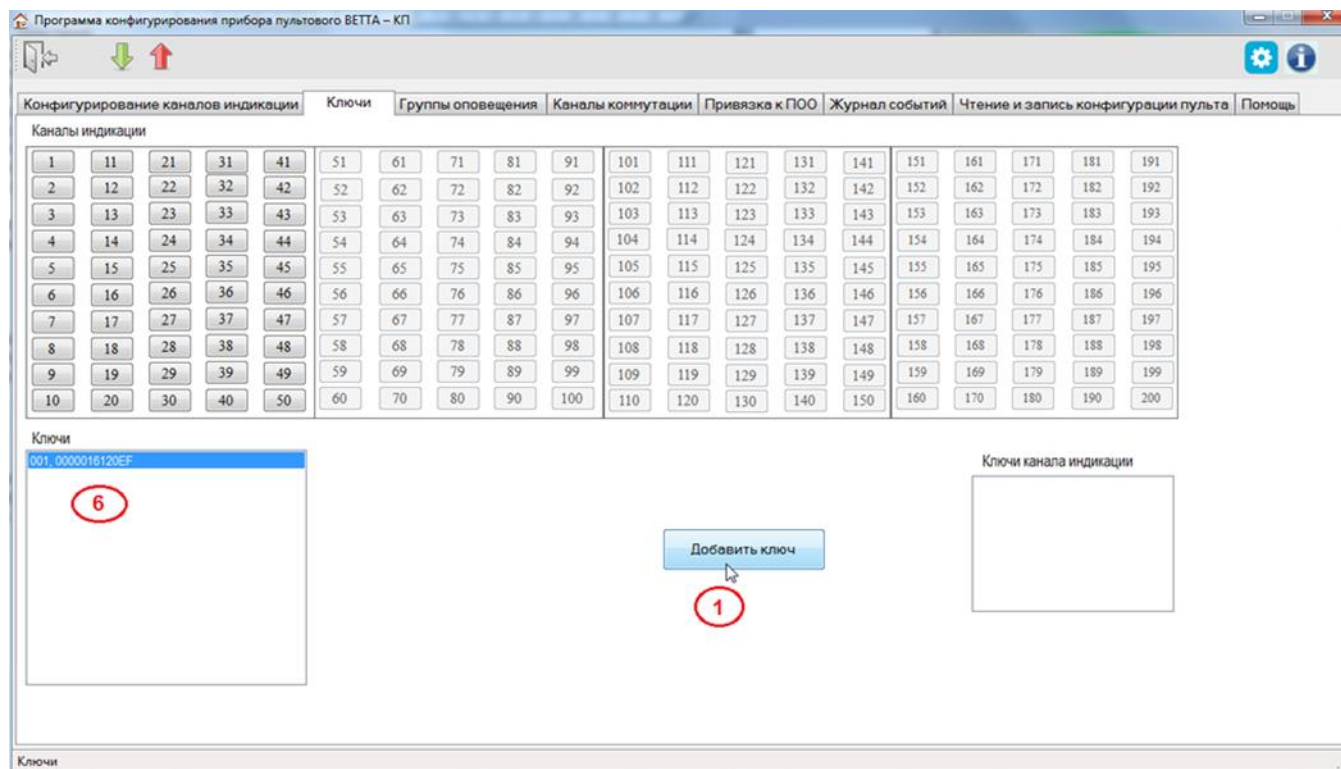 Программа конфигурирования прибора пультового ВЕТТА – КП
Конфигурирование каналов индикации Ключи Группы оповещения Каналы коммутации Привязка к ПОО Журнал событий Чтение и запись конфигурации пульта Помощь
Каналы индикации
1 11 21 31 41 51 61 71 81 91 101 111 121 131 141 151 161 171 181 191
2 12 22 32 42 52 62 72 82 92 102 112 122 132 142 152 162 172 182 192
3 13 23 33 43 53 63 73 83 93 103 113 123 133 143 153 163 173 183 193
4 14 24 34 44 54 64 74 84 94 104 114 124 134 144 154 164 174 184 194
5 15 25 35 45 55 65 75 85 95 105 115 125 135 145 155 165 175 185 195
6 16 26 36 46 56 66 76 86 96 106 116 126 136 146 156 166 176 186 196
7 17 27 37 47 57 67 77 87 97 107 117 127 137 147 157 167 177 187 197
8 18 28 38 48 58 68 78 88 98 108 118 128 138 148 158 168 178 188 198
9 19 29 39 49 59 69 79 89 99 109 119 129 139 149 159 169 179 189 199
10 20 30 40 50 60 70 80 90 100 110 120 130 140 150 160 170 180 190 200
Ключи
001, 0000016120EF
6
Добавить ключ
1
Ключи канала индикации
Ключи